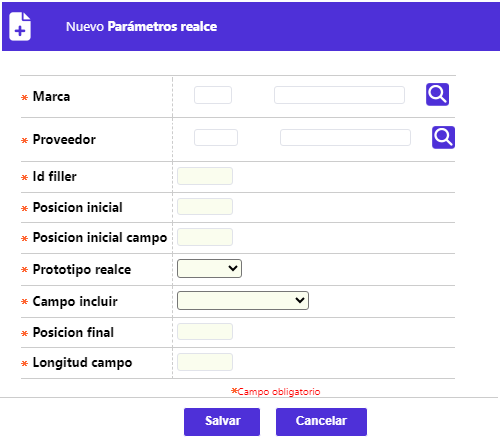 Nuevo Parámetros realce
* Marca
* Proveedor
* Id filler
* Posicion inicial
* Posicion inicial campo
* Prototipo realce
* Campo incluir
* Posicion final
* Longitud campo
*Campo obligatorio
Salvar Cancelar